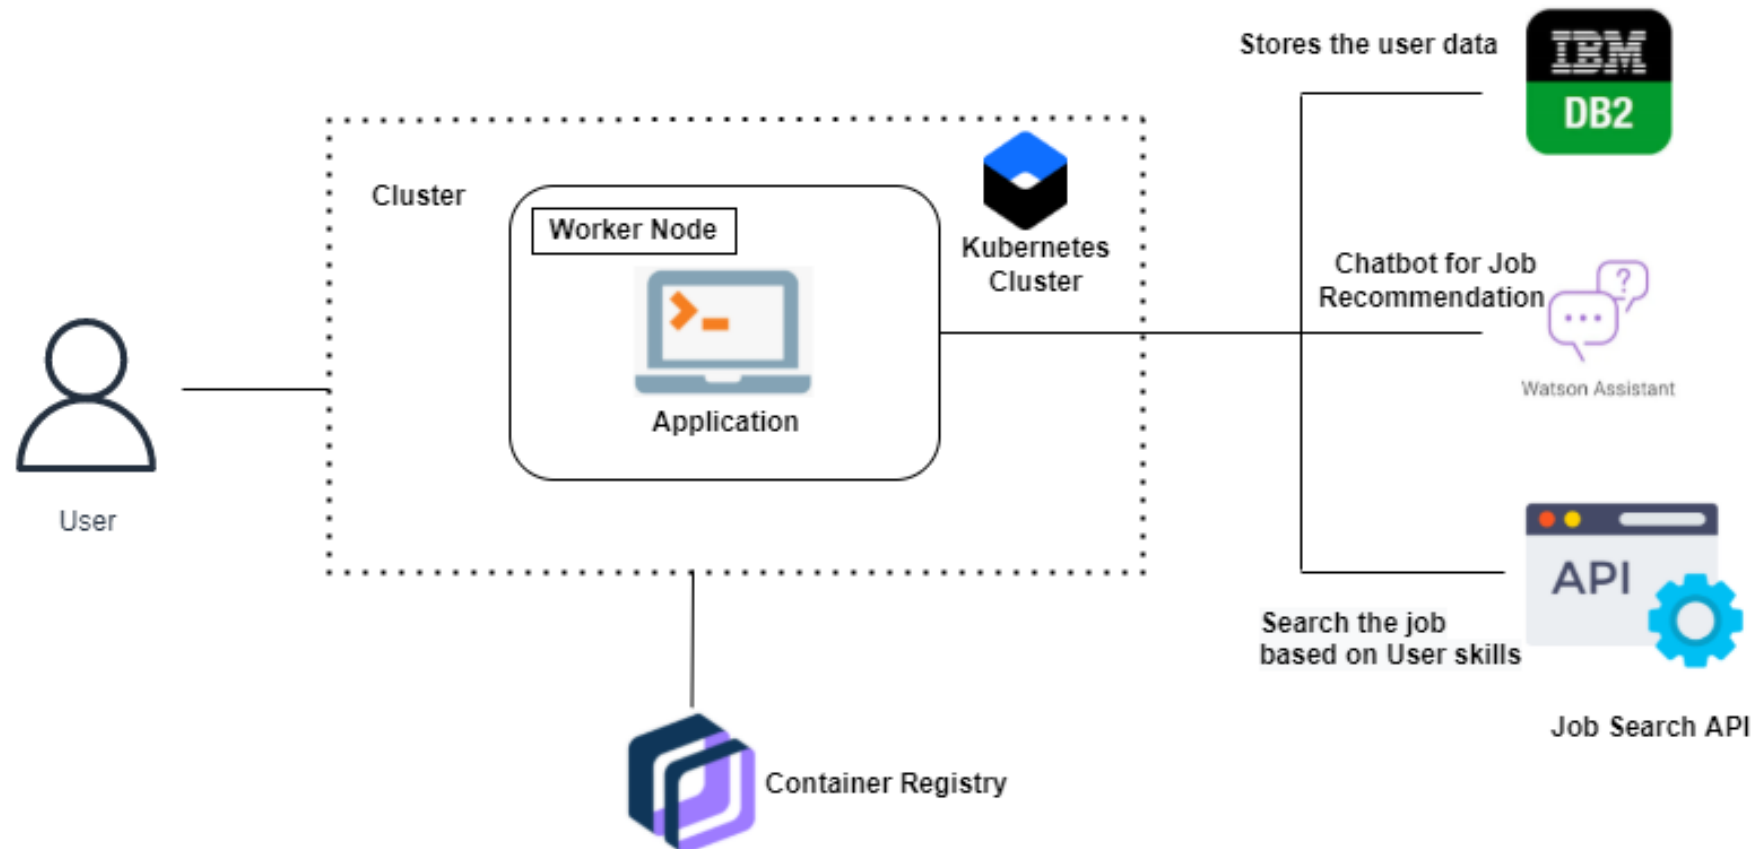 Stores the user data
IBM
DB2
Cluster
Worker Node
Kubernetes
Cluster
Application
Chatbot for Job
Recommendation
?
Watson Assistant
User
API
Search the job
based on User skills
Job Search API
Container Registry